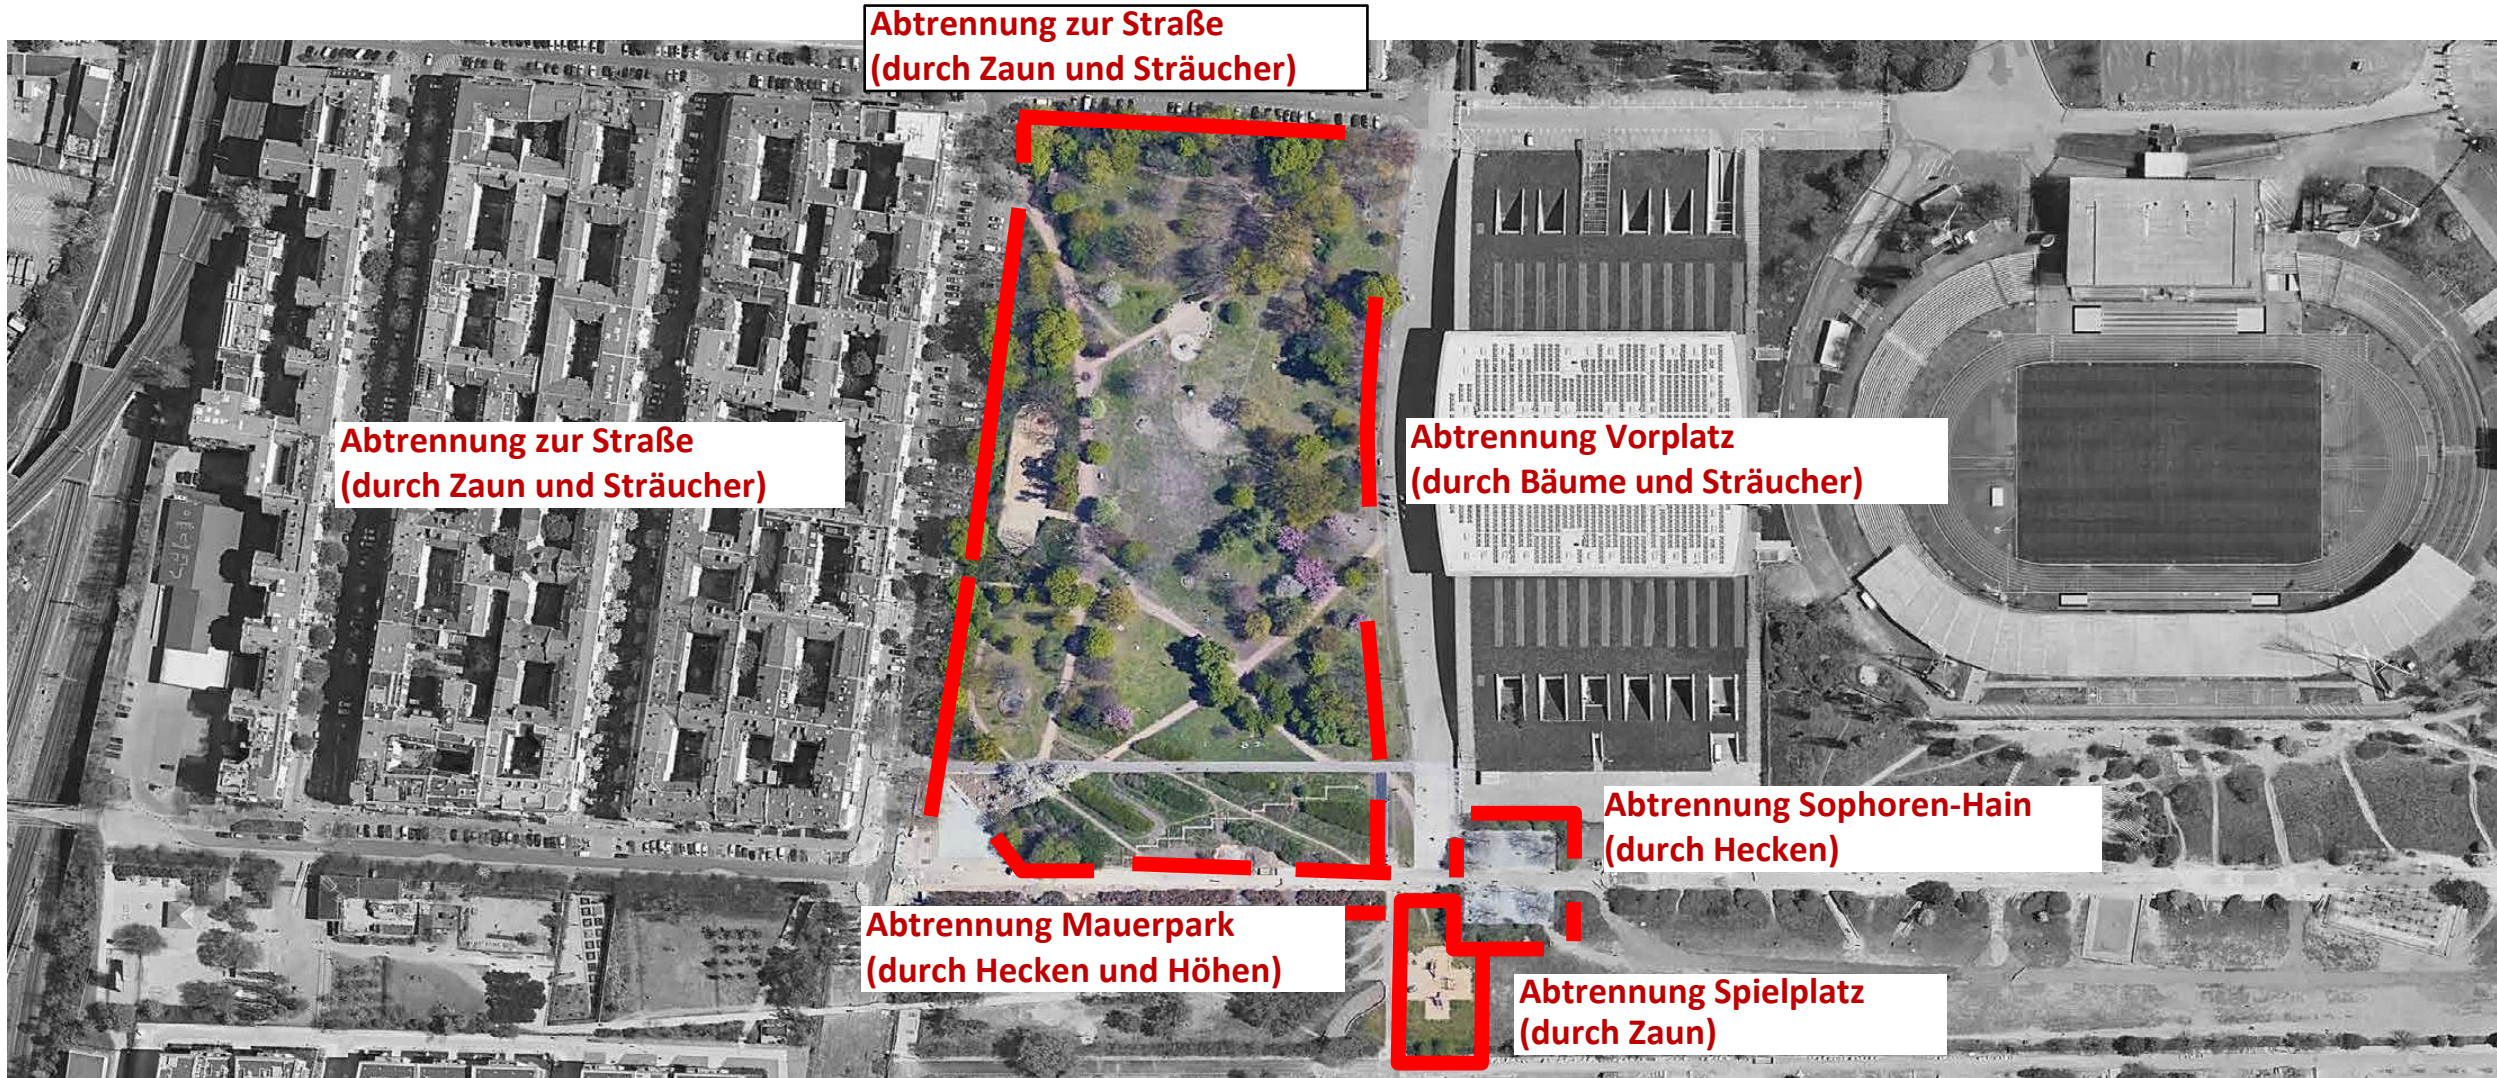 Abtrennung zur Straße
(durch Zaun und Sträucher)
Abtrennung zur Straße
(durch Zaun und Sträucher)
Abtrennung Vorplatz
(durch Bäume und Sträucher)
Abtrennung Sophoren-Hain
(durch Hecken)
Abtrennung Mauerpark
(durch Hecken und Höhen)
Abtrennung Spielplatz
(durch Zaun)